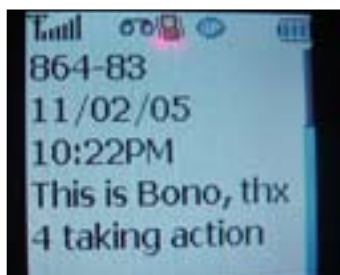 864-83
11/02/05
10:22PM
This is Bono, thx
4 taking action